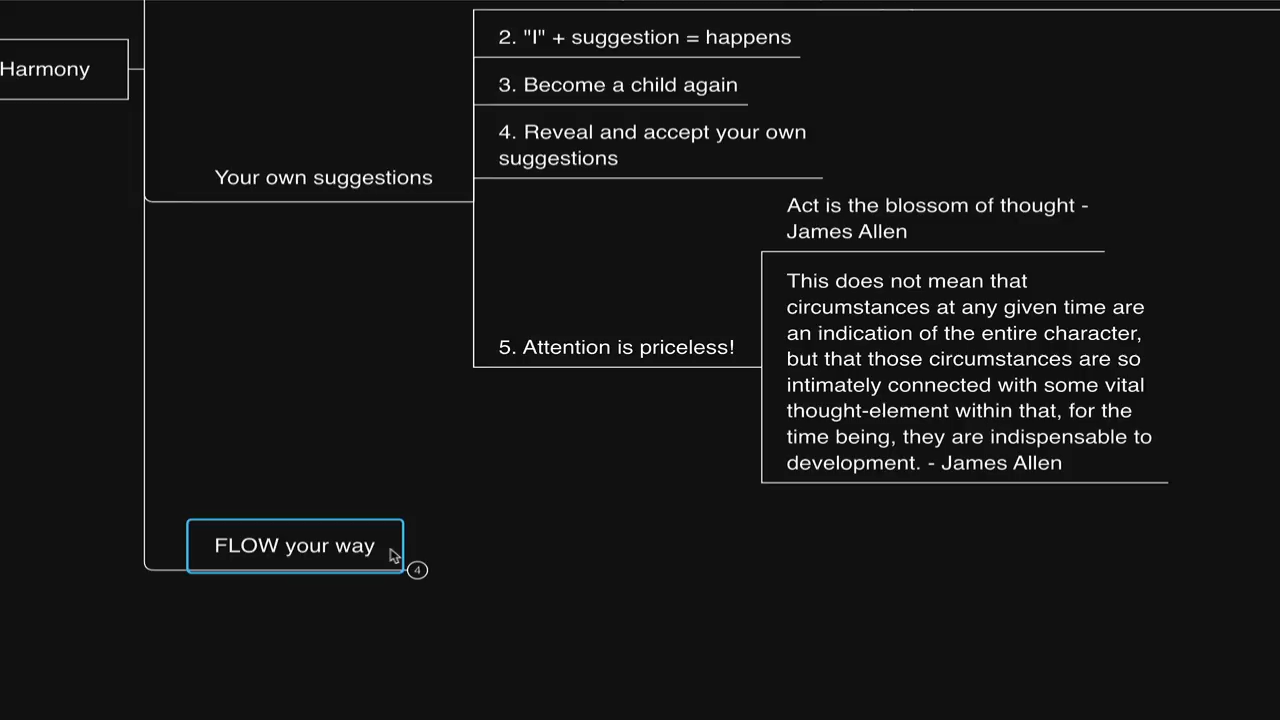 Harmony
2. "I" + suggestion = happens
3. Become a child again
4. Reveal and accept your own
suggestions
Your own suggestions
Act is the blossom of thought -
James Allen
This does not mean that
circumstances at any given time are
an indication of the entire character,
but that those circumstances are so
intimately connected with some vital
thought-element within that, for the
time being, they are indispensable to
development. - James Allen
5. Attention is priceless!
FLOW your way
4